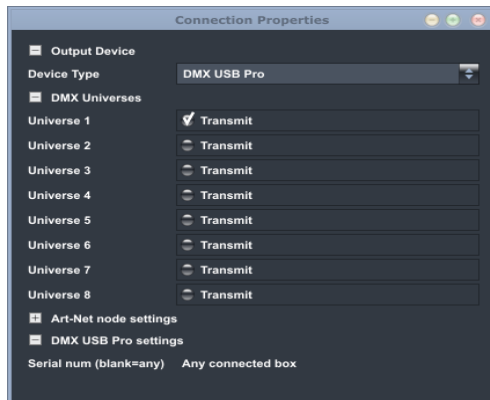 Connection Properties
Output Device
Device Type DMX USB Pro
DMX Universes
Universe 1 Transmit
Universe 2 Transmit
Universe 3 Transmit
Universe 4 Transmit
Universe 5 Transmit
Universe 6 Transmit
Universe 7 Transmit
Universe 8 Transmit
Art-Net node settings
DMX USB Pro settings
Serial num (blank=any) Any connected box